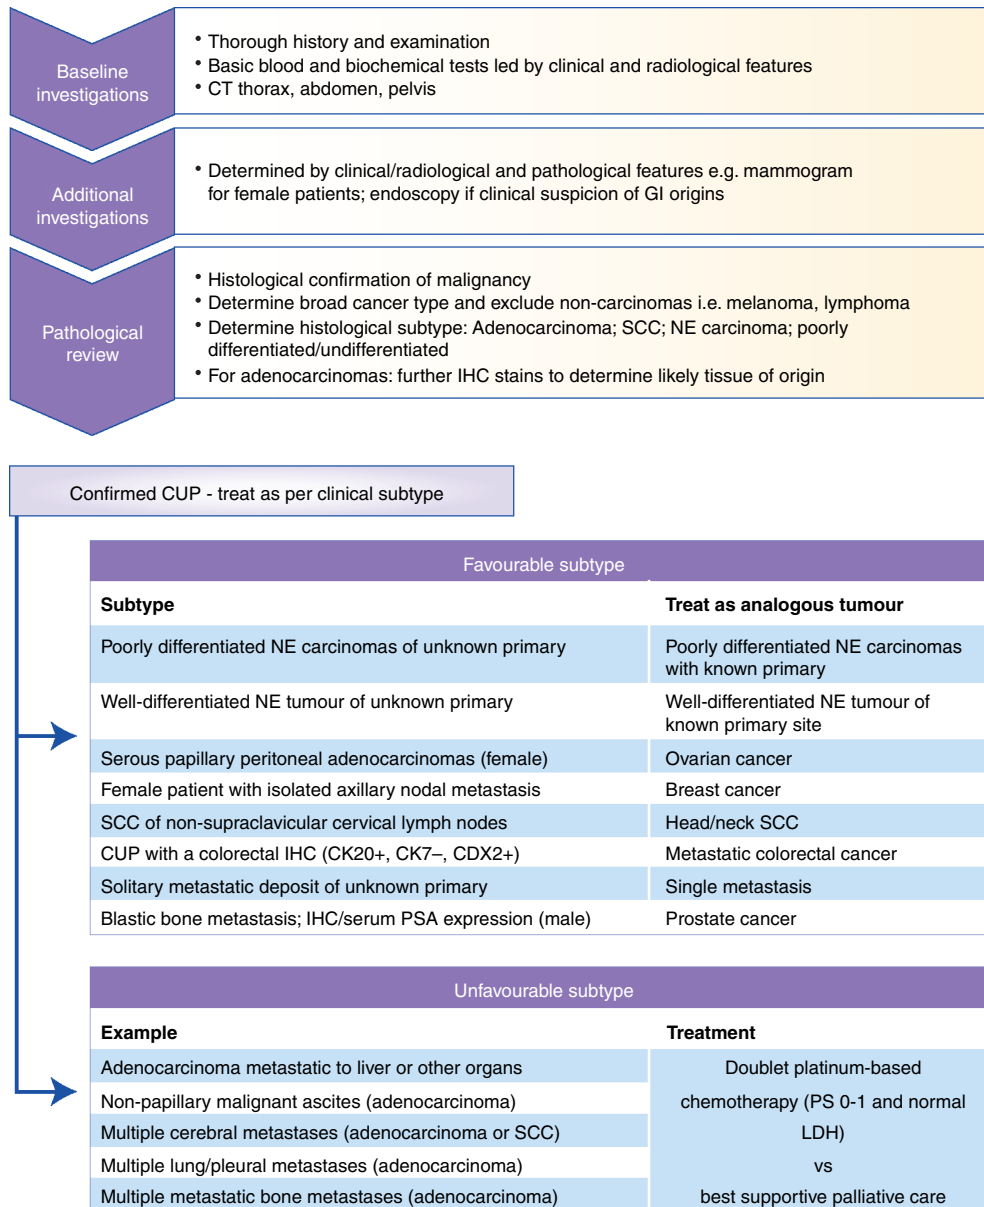 Baseline
investigations
• Thorough history and examination
• Basic blood and biochemical tests led by clinical and radiological features
• CT thorax, abdomen, pelvis
Additional
investigations
• Determined by clinical/radiological and pathological features e.g. mammogram
for female patients; endoscopy if clinical suspicion of GI origins
Pathological
review
• Histological confirmation of malignancy
• Determine broad cancer type and exclude non-carcinomas i.e. melanoma, lymphoma
• Determine histological subtype: Adenocarcinoma; SCC; NE carcinoma; poorly
differentiated/undifferentiated
• For adenocarcinomas: further IHC stains to determine likely tissue of origin
Confirmed CUP - treat as per clinical subtype
Favourable subtype
Subtype
Treat as analogous tumour
Poorly differentiated NE carcinomas of unknown primary
Poorly differentiated NE carcinomas
with known primary
Well-differentiated NE tumour of unknown primary
Well-differentiated NE tumour of
known primary site
Serous papillary peritoneal adenocarcinomas (female)
Ovarian cancer
Female patient with isolated axillary nodal metastasis
Breast cancer
SCC of non-supraclavicular cervical lymph nodes
Head/neck SCC
CUP with a colorectal IHC (CK20+, CK7–, CDX2+)
Metastatic colorectal cancer
Solitary metastatic deposit of unknown primary
Single metastasis
Blastic bone metastasis; IHC/serum PSA expression (male)
Prostate cancer
Unfavourable subtype
Example
Treatment
Adenocarcinoma metastatic to liver or other organs
Doublet platinum-based
Non-papillary malignant ascites (adenocarcinoma)
chemotherapy (PS 0-1 and normal
Multiple cerebral metastases (adenocarcinoma or SCC)
LDH)
Multiple lung/pleural metastases (adenocarcinoma)
vs
Multiple metastatic bone metastases (adenocarcinoma)
best supportive palliative care